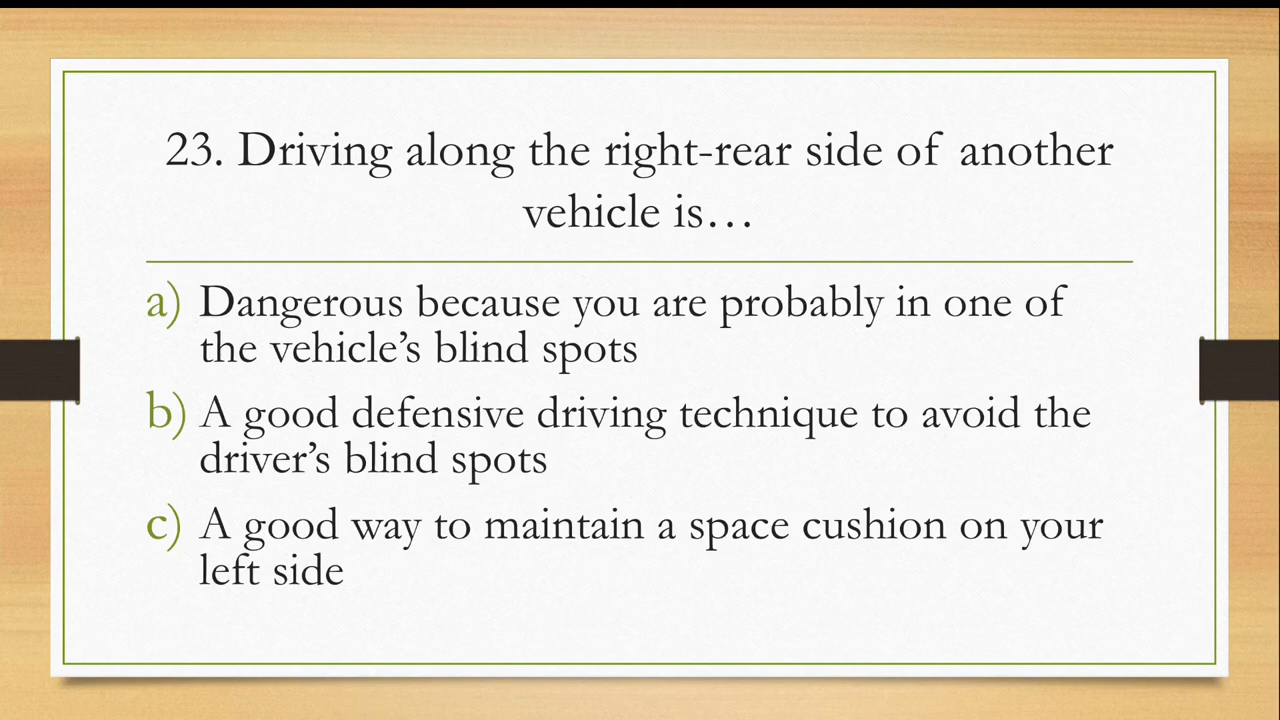 23. Driving along the right-rear side of another
vehicle is…
a) Dangerous because you are probably in one of
the vehicle’s blind spots
b) A good defensive driving technique to avoid the
driver’s blind spots
c) A good way to maintain a space cushion on your
left side